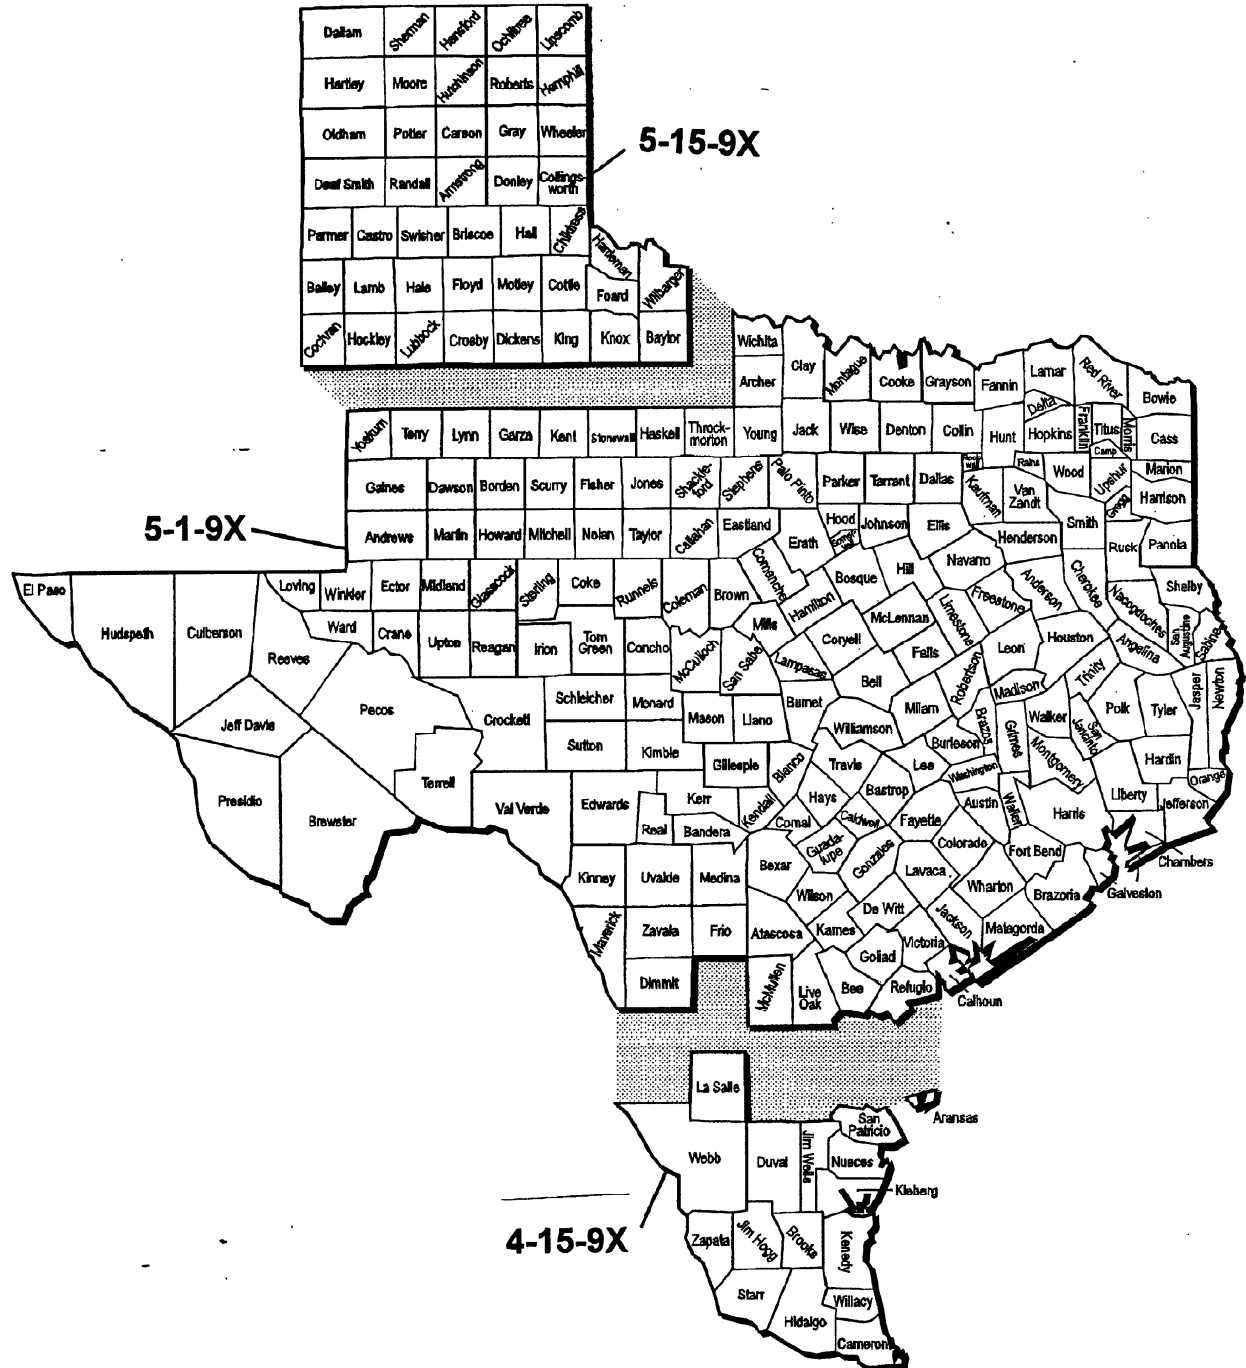 Dallam Sherman Hansford Ochiltree Lipscomb
Hartley Moore Hutchinson Roberts Hemphill
Oldham Potter Carson Gray Wheeler
5-15-9X
Deaf Smith Randall Armstrong Donley Collings-
worth
Parmer Castro Swisher Briscoe Hall Childress
Hardeman
Bailey Lamb Hale Floyd Motley Cottle Foard Wilbarger
Cochran Hockley Lubbock Crosby Dickens King Knox Baylor
Wichita
Archer Clay Montague Cooke Grayson Fannin Lamar Red River Bowie
Delta
Yoakum Terry Lynn Garza Kent Stonewall Haskell Throck-
morton
Young Jack Wise Denton Collin Hunt Hopkins Franklin Titus Morris Cass
Camp
Gaines Dawson Borden Scurry Fisher Jones Shackle-
ford
Stephens Palo Pinto Parker Tarrant Dallas Kaufman Rains Van
Zandt
Wood Upshur Marion
Gregg Harrison
5-1-9X
Andrews Martin Howard Mitchell Nolan Taylor Callahan Eastland Erath Hood Johnson Ellis Henderson Smith Rusk Panola
El Paso Hudspeth Culberson Loving Winkler Ector Midland Glasscock Sterling Coke Runnels Coleman Brown Comanche Hamilton Bosque Hill Navarro Freestone Anderson Cherokee Nacogdoches Shelby
Reeves Ward Crane Upton Reagan Irion Tom
Green
Concho McCulloch San Saba Mills Lampasas Coryell McLennan Limestone Falls Leon Houston Angelina San
Augustine
Sabine
Jeff Davis Pecos Crockett Schleicher Menard Mason Llano Burnet Bell Milam Robertson Madison Trinity Polk Tyler Jasper Newton
Sutton Kimble Gillespie Blanco Williamson Burleson Brazos Grimes Walker San
Jacinto
Hardin
Presidio Brewster Terrell Val Verde Edwards Kerr Kendall Travis Hays Lee Bastrop Washington Montgomery Liberty Orange
Jefferson
Real Bandera Comal Caldwell Fayette Austin Waller Harris
Chambers
Kinney Uvalde Medina Bexar Guada-
lupe
Gonzales Lavaca Colorado Fort Bend Galveston
Wilson Wharton Brazoria
Maverick Zavala Frio Atascosa Karnes De Witt Jackson Matagorda
Goliad Victoria
Dimmit McMullen Live
Oak
Bee Refugio
Calhoun
La Salle
Aransas
San
Patricio
Webb Duval Jim Wells Nueces
Kleberg
4-15-9X
Zapata Jim Hogg Brooks Kenedy
Starr Hidalgo Willacy
Cameron